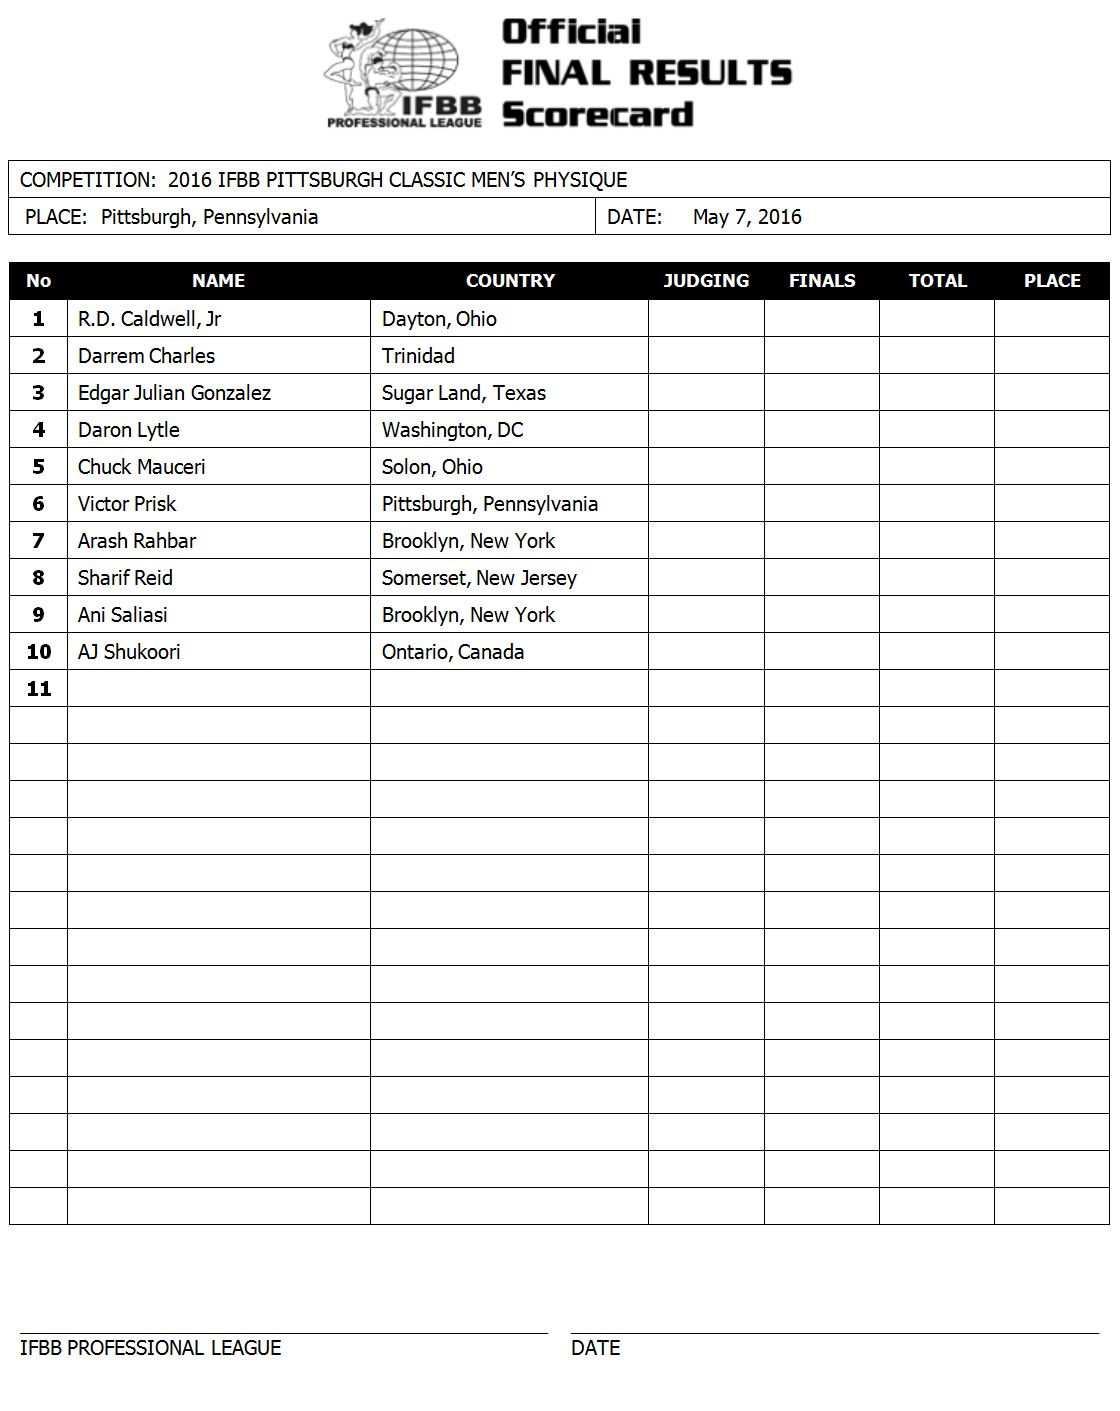 Official
FINAL RESULTS
Scorecard
IFBB
PROFESSIONAL LEAGUE
COMPETITION: 2016 IFBB PITTSBURGH CLASSIC MEN’S PHYSIQUE
PLACE: Pittsburgh, Pennsylvania DATE: May 7, 2016
No NAME COUNTRY JUDGING FINALS TOTAL PLACE
1 R.D. Caldwell, Jr Dayton, Ohio
2 Darrem Charles Trinidad
3 Edgar Julian Gonzalez Sugar Land, Texas
4 Daron Lytle Washington, DC
5 Chuck Mauceri Solon, Ohio
6 Victor Prisk Pittsburgh, Pennsylvania
7 Arash Rahbar Brooklyn, New York
8 Sharif Reid Somerset, New Jersey
9 Ani Saliasi Brooklyn, New York
10 AJ Shukoori Ontario, Canada
11
IFBB PROFESSIONAL LEAGUE DATE